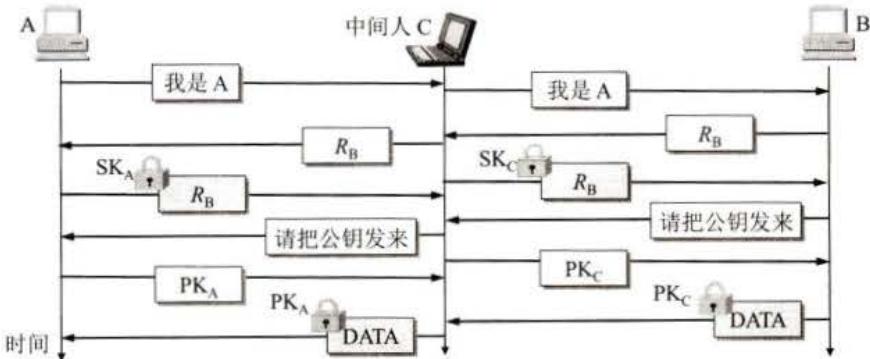 A
中间人 C
B
我是 A
我是 A
R_B
R_B
SK_A
R_B
SK_C
R_B
请把公钥发来
请把公钥发来
PK_A
PK_C
PK_A
DATA
PK_C
DATA
时间